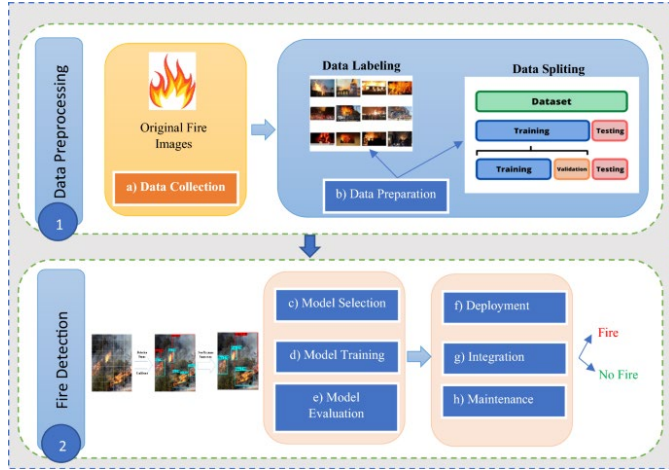 Data Preprocessing
1
Original Fire
Images
a) Data Collection
Data Labeling
b) Data Preparation
Data Spliting
Dataset
Training
Testing
Training
Validation
Testing
Fire Detection
2
c) Model Selection
d) Model Training
e) Model
Evaluation
f) Deployment
g) Integration
h) Maintenance
Fire
No Fire